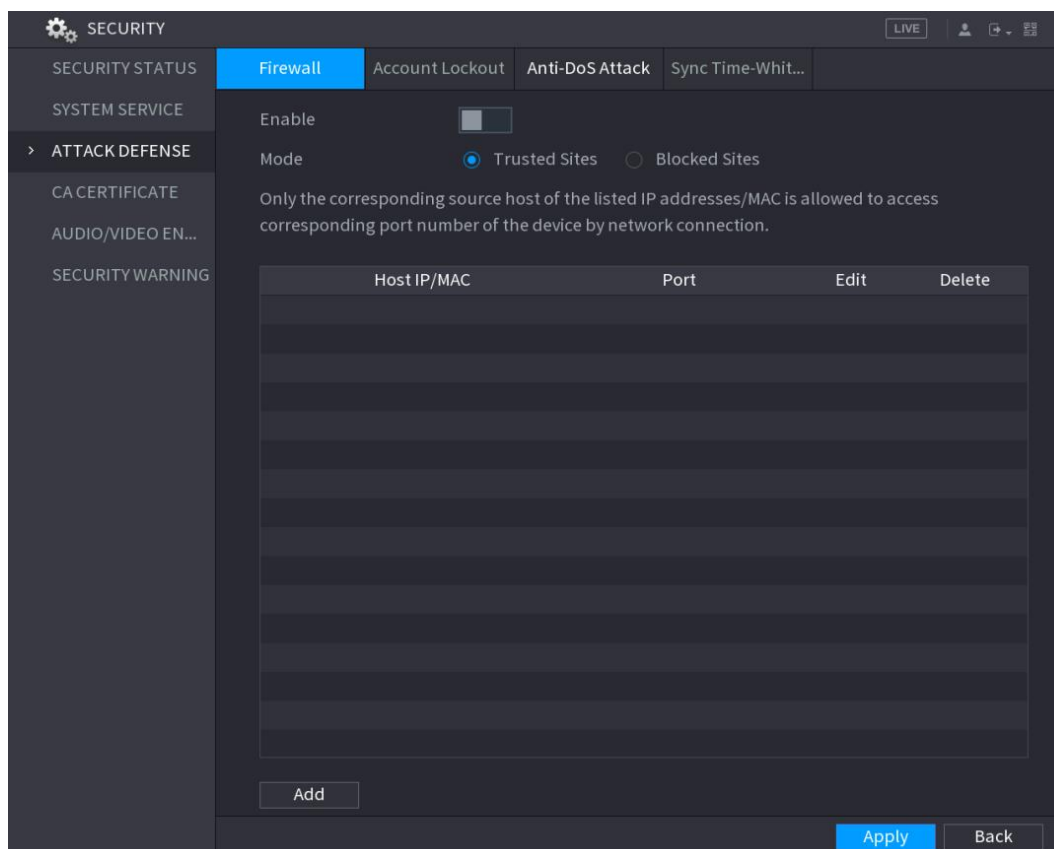 SECURITY
LIVE
SECURITY STATUS
SYSTEM SERVICE
ATTACK DEFENSE
CA CERTIFICATE
AUDIO/VIDEO EN...
SECURITY WARNING
Firewall Account Lockout Anti-DoS Attack Sync Time-Whit...
Enable
Mode Trusted Sites Blocked Sites
Only the corresponding source host of the listed IP addresses/MAC is allowed to access
corresponding port number of the device by network connection.
Host IP/MAC Port Edit Delete
Add
Apply Back